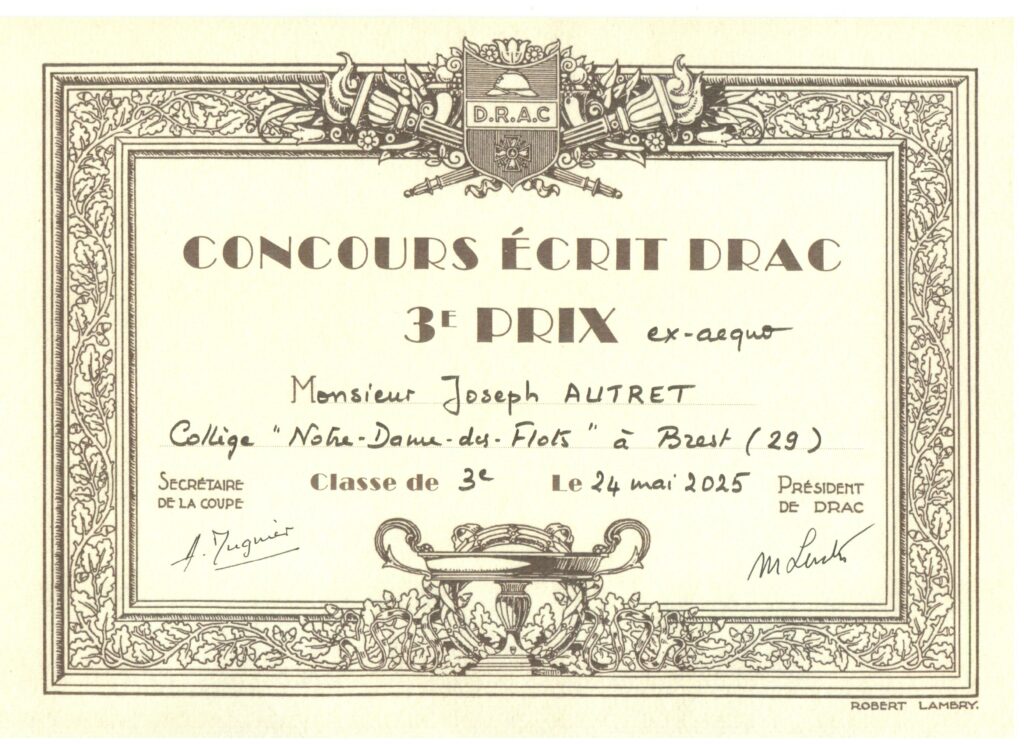 D.R.A.C
CONCOURS ÉCRIT DRAC
3E PRIX ex-aequo
Monsieur Joseph AUTRET
Collège "Notre-Dame-des-Flots" à Brest (29)
SECRÉTAIRE DE LA COUPE
Classe de 3e Le 24 mai 2025
PRÉSIDENT DE DRAC
ROBERT LAMBRY.